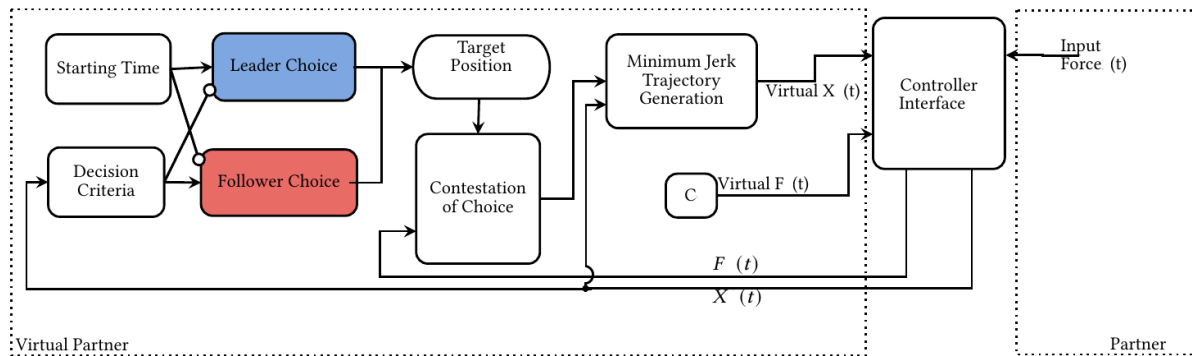 Starting Time
Leader Choice
Target
Position
Minimum Jerk
Trajectory
Generation
Virtual X (t)
Controller
Interface
Input
Force (t)
Decision
Criteria
Follower Choice
Contestation
of Choice
C
Virtual F (t)
F (t)
X (t)
Virtual Partner
Partner